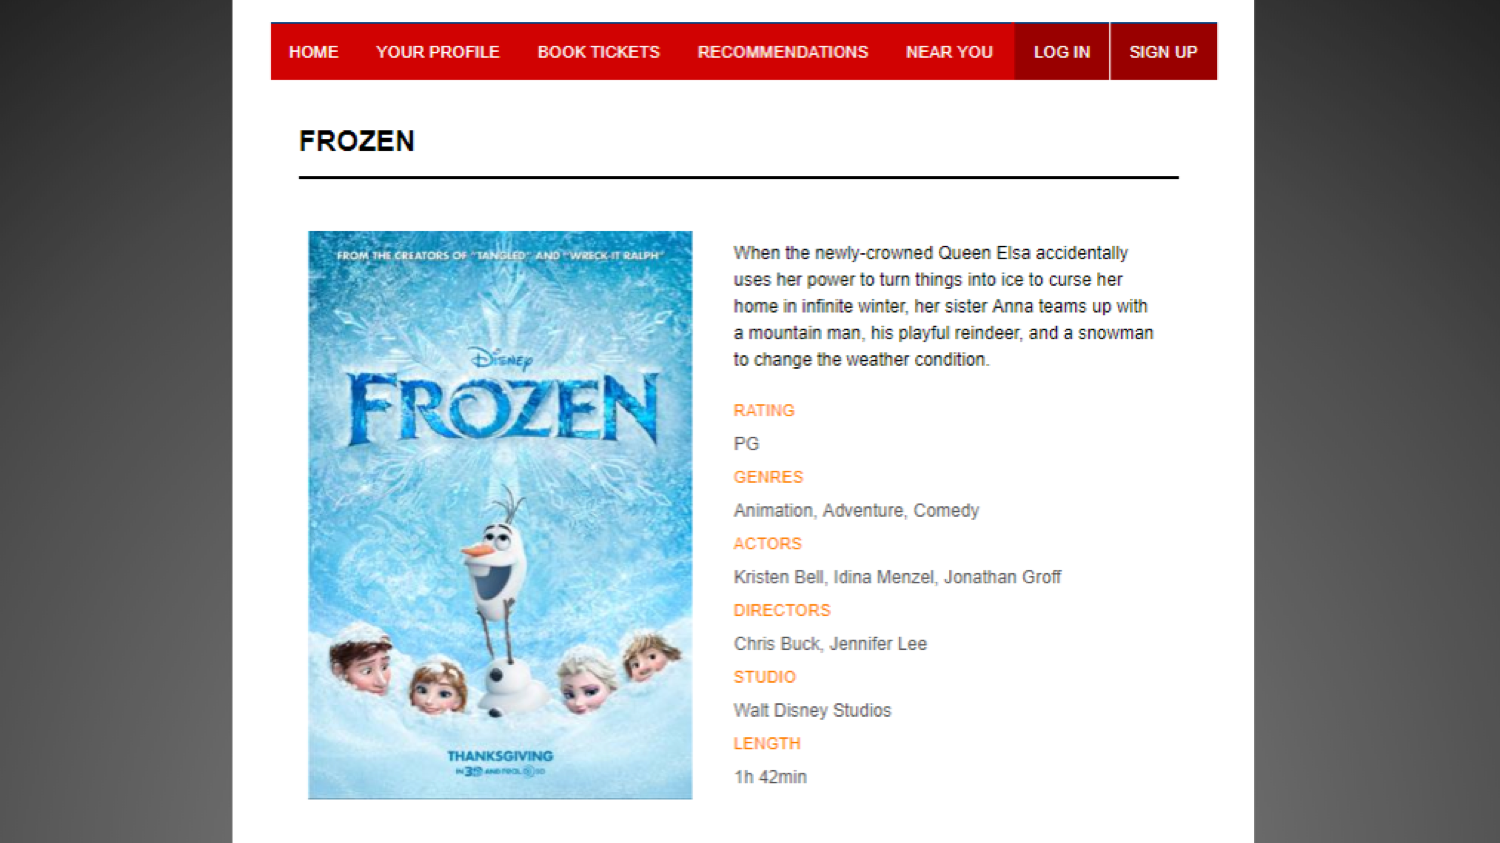 HOME YOUR PROFILE BOOK TICKETS RECOMMENDATIONS NEAR YOU LOG IN SIGN UP
FROZEN
FROM THE CREATORS OF "TANGLED" AND "WRECK-IT RALPH"
Disney
FROZEN
THANKSGIVING
IN 3D AND REAL D 3D
When the newly-crowned Queen Elsa accidentally
uses her power to turn things into ice to curse her
home in infinite winter, her sister Anna teams up with
a mountain man, his playful reindeer, and a snowman
to change the weather condition.
RATING
PG
GENRES
Animation, Adventure, Comedy
ACTORS
Kristen Bell, Idina Menzel, Jonathan Groff
DIRECTORS
Chris Buck, Jennifer Lee
STUDIO
Walt Disney Studios
LENGTH
1h 42min